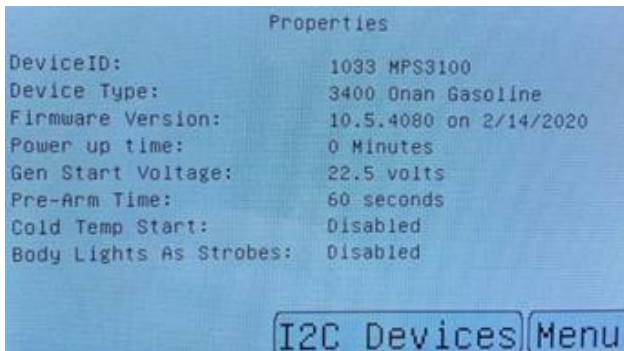 Properties
DeviceID: 1033 MPS3100
Device Type: 3400 Onan Gasoline
Firmware Version: 10.5.4080 on 2/14/2020
Power up time: 0 Minutes
Gen Start Voltage: 22.5 volts
Pre-Arm Time: 60 seconds
Cold Temp Start: Disabled
Body Lights As Strobes: Disabled
I2C Devices Menu